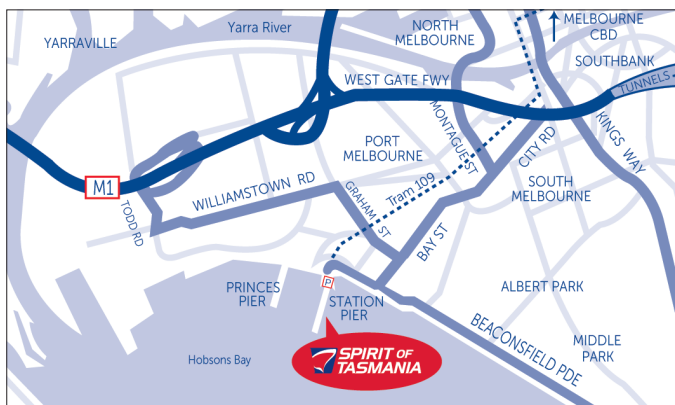 YARRAVILLE
Yarra River
NORTH
MELBOURNE
MELBOURNE
CBD
SOUTHBANK
TUNNELS
WEST GATE FWY
MONTAGUE ST
CITY RD
KINGS WAY
PORT
MELBOURNE
M1
WILLIAMSTOWN RD
TODD RD
GRAHAM ST
Tram 109
BAY ST
SOUTH
MELBOURNE
PRINCES
PIER
P
STATION
PIER
ALBERT PARK
BEACONSFIELD PDE
MIDDLE
PARK
Hobsons Bay
SPIRIT OF
TASMANIA